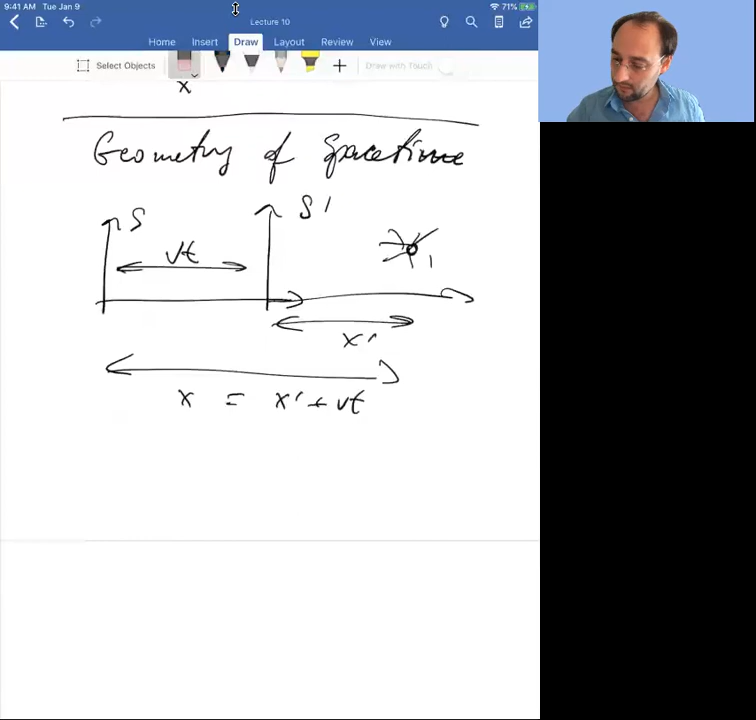 9:41 AM Tue Jan 9
71%
Lecture 10
Home Insert Draw Layout Review View
Select Objects
Draw with Touch
x
Geometry of Spacetime
S
S'
vt
1
x'
x = x' + vt